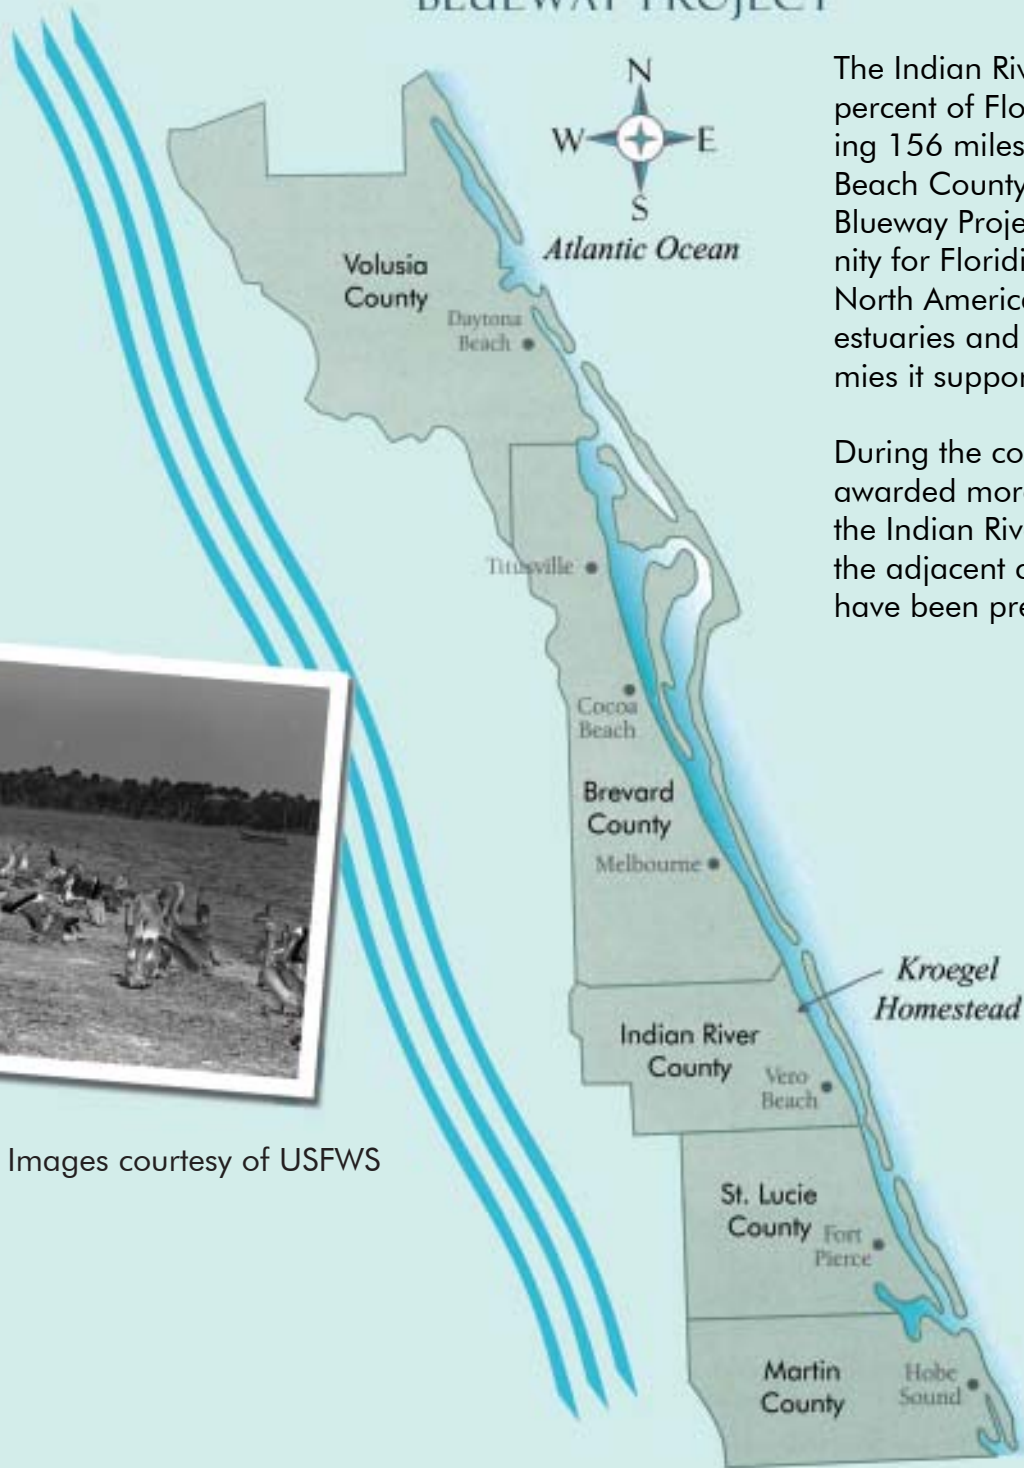 BLUEWAY PROJECT
N
W
E
S
Atlantic Ocean
The Indian Riv
percent of Flo
ing 156 miles
Beach County
Blueway Proje
nity for Floridi
North America
estuaries and
mies it suppor
During the co
awarded more
the Indian Riv
the adjacent c
have been pre
Volusia
County
Daytona
Beach
Titusville
Cocoa
Beach
Brevard
County
Melbourne
Kroegel
Homestead
Indian River
County
Vero
Beach
Images courtesy of USFWS
St. Lucie
County
Fort
Pierce
Martin
County
Hobe
Sound